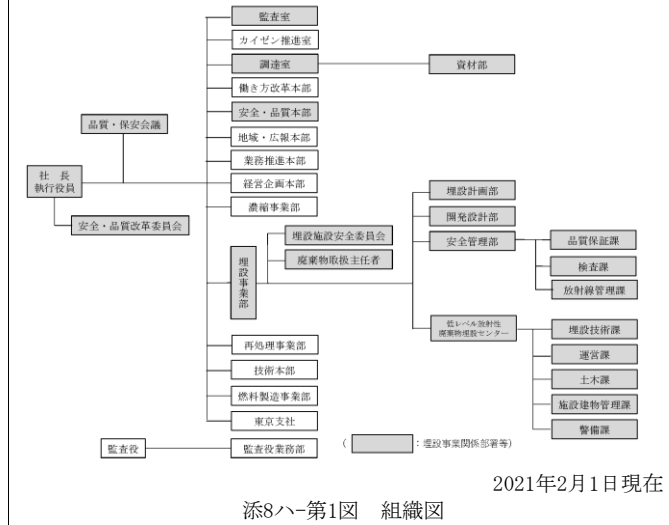 監査室
カイゼン推進室
調達室
資材部
働き方改革本部
安全・品質本部
品質・保安会議
地域・広報本部
業務推進本部
社　長
執行役員
経営企画本部
濃縮事業部
安全・品質改革委員会
埋設事業部
埋設施設安全委員会
廃棄物取扱主任者
埋設計画部
開発設計部
安全管理部
品質保証課
検査課
放射線管理課
低レベル放射性
廃棄物埋設センター
埋設技術課
運営課
土木課
施設建物管理課
警備課
再処理事業部
技術本部
燃料製造事業部
東京支社
監査役
監査役業務部
（　　　：埋設事業関係部署等）
2021年2月1日現在
添8ハ-第1図　組織図